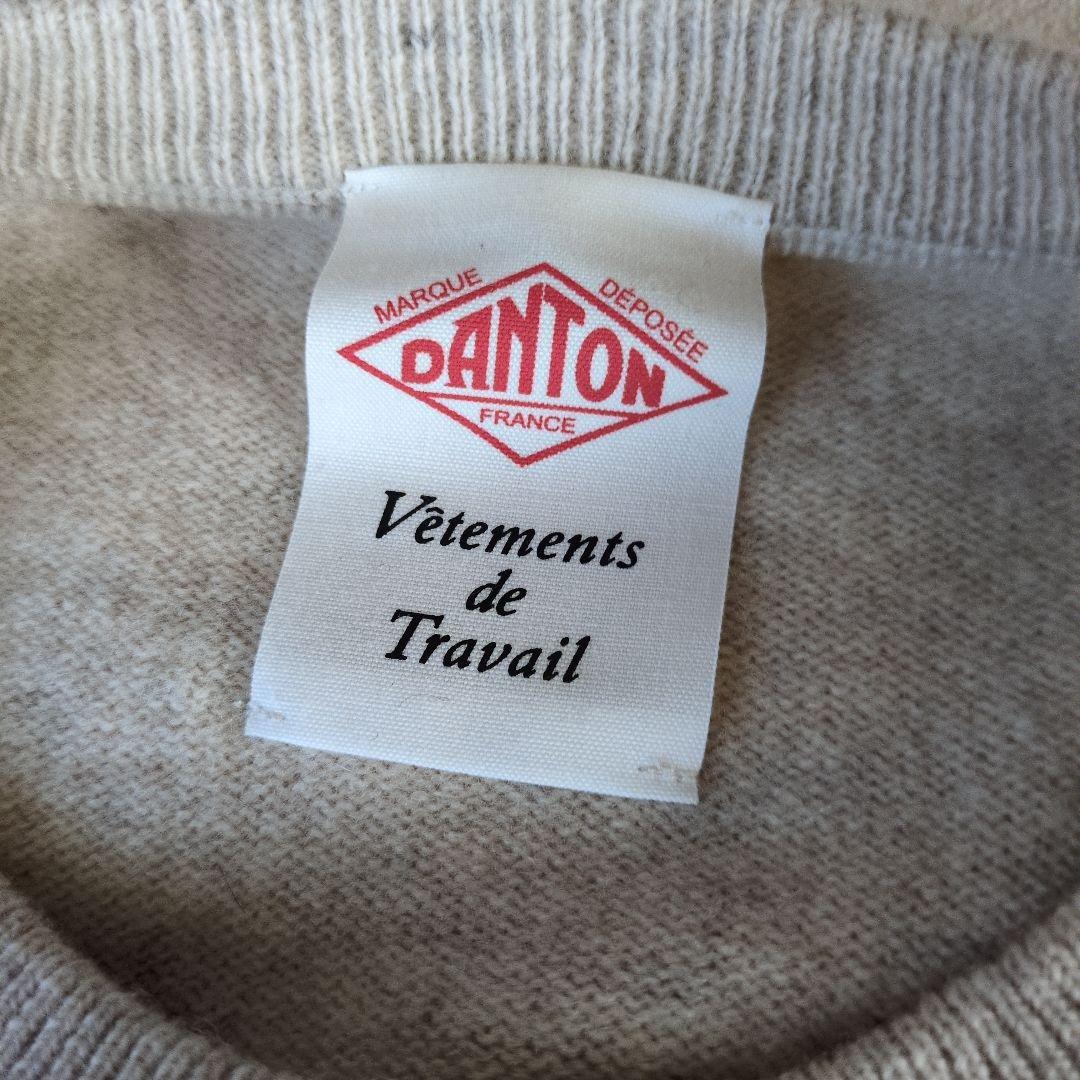 MARQUE DÉPOSÉE
DANTON
FRANCE
Vêtements
de
Travail